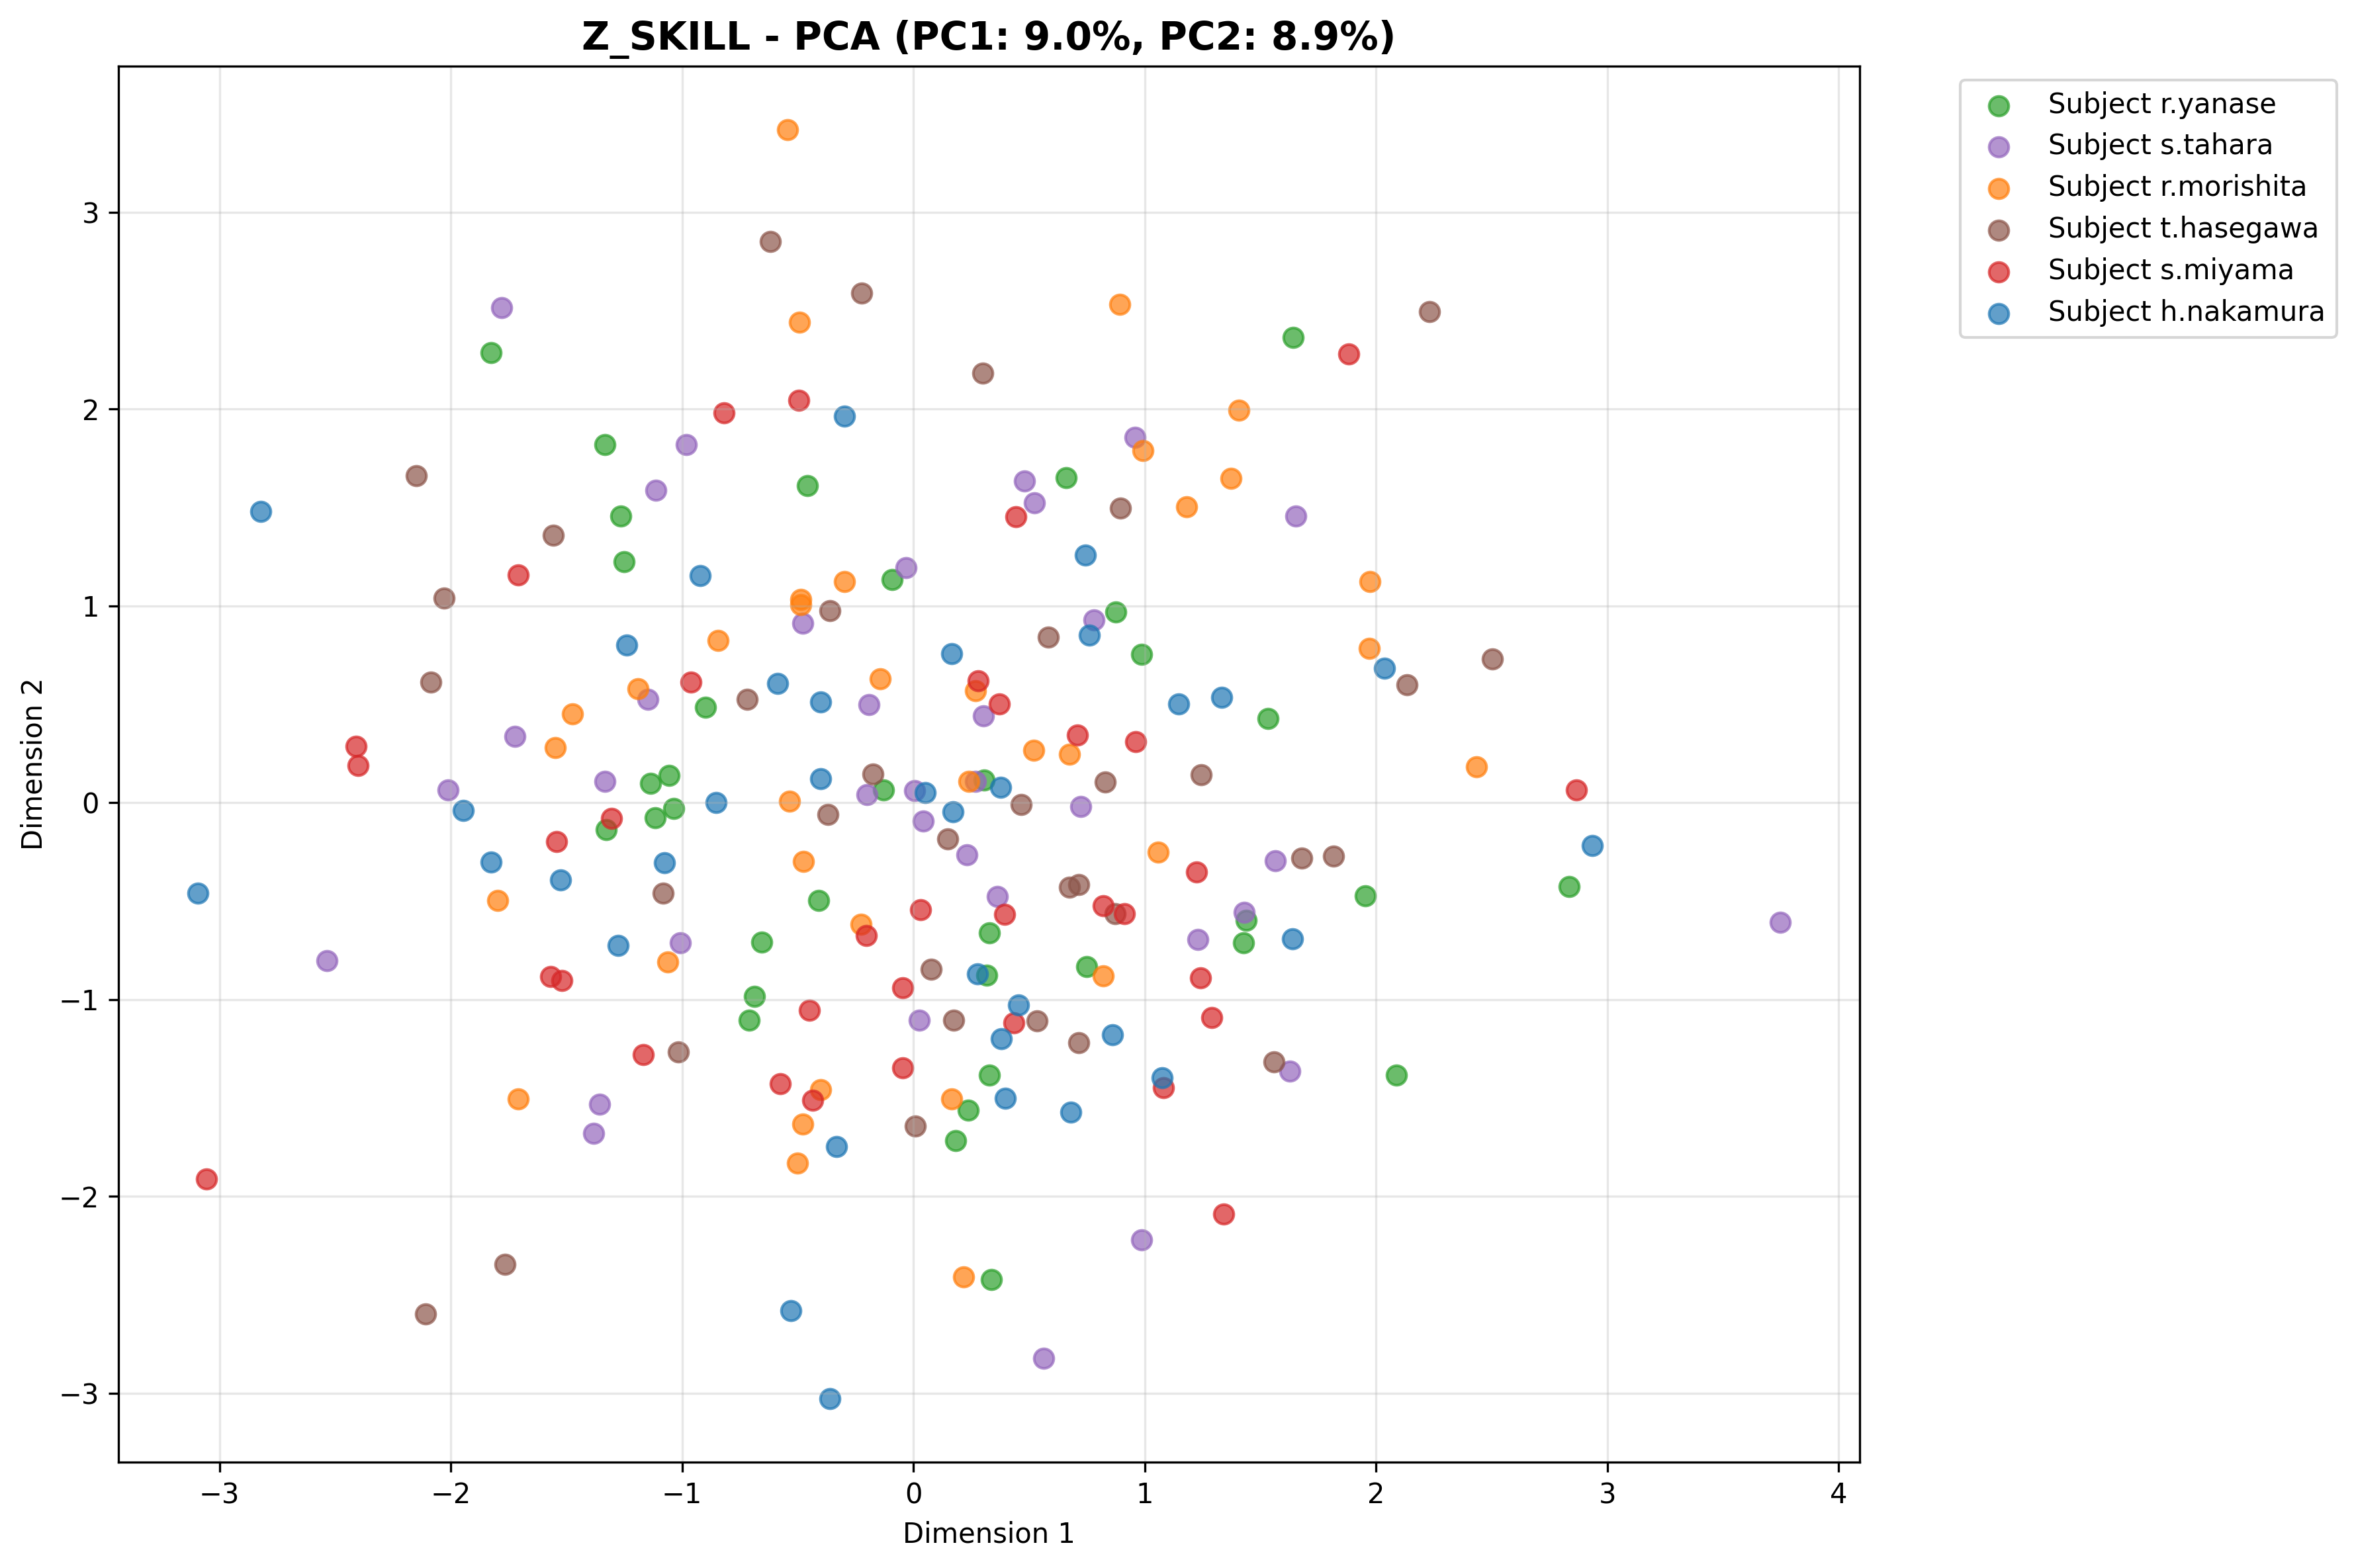 Z_SKILL - PCA (PC1: 9.0%, PC2: 8.9%)
Subject r.yanase
Subject s.tahara
Subject r.morishita
Subject t.hasegawa
Subject s.miyama
Subject h.nakamura
Dimension 2
3
2
1
0
−1
−2
−3
−3
−2
−1
0
1
2
3
4
Dimension 1